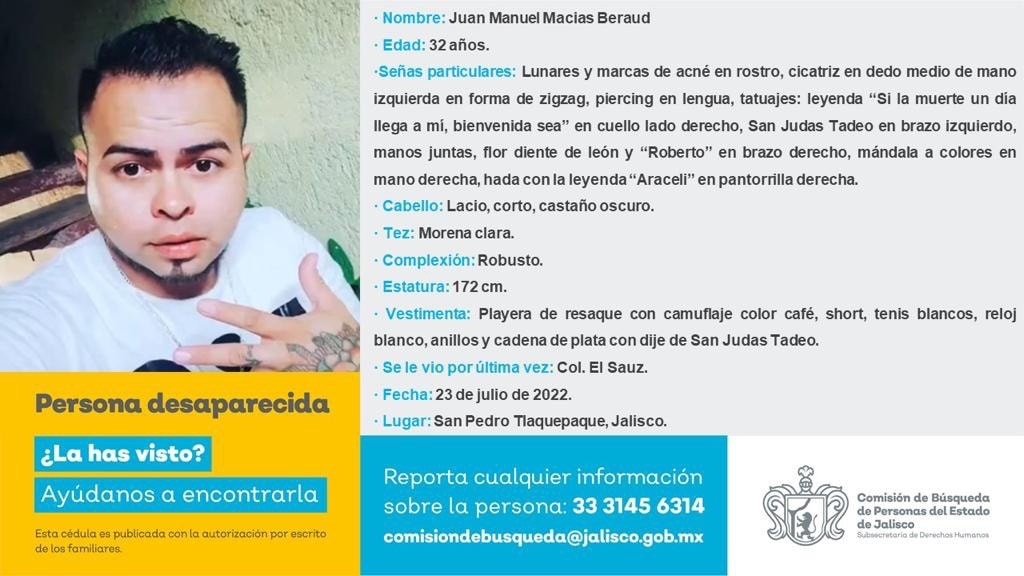 · Nombre: Juan Manuel Macias Beraud
· Edad: 32 años.
·Señas particulares: Lunares y marcas de acné en rostro, cicatriz en dedo medio de mano
izquierda en forma de zigzag, piercing en lengua, tatuajes: leyenda “Si la muerte un día
llega a mí, bienvenida sea” en cuello lado derecho, San Judas Tadeo en brazo izquierdo,
manos juntas, flor diente de león y “Roberto” en brazo derecho, mándala a colores en
mano derecha, hada con la leyenda “Araceli” en pantorrilla derecha.
· Cabello: Lacio, corto, castaño oscuro.
· Tez: Morena clara.
· Complexión: Robusto.
· Estatura: 172 cm.
· Vestimenta: Playera de resaque con camuflaje color café, short, tenis blancos, reloj
blanco, anillos y cadena de plata con dije de San Judas Tadeo.
· Se le vio por última vez: Col. El Sauz.
· Fecha: 23 de julio de 2022.
· Lugar: San Pedro Tlaquepaque, Jalisco.
Persona desaparecida
¿La has visto?
Ayúdanos a encontrarla
Esta cédula es publicada con la autorización por escrito
de los familiares.
Reporta cualquier información
sobre la persona: 33 3145 6314
comisiondebusqueda@jalisco.gob.mx
Comisión de Búsqueda
de Personas del Estado
de Jalisco
Subsecretaría de Derechos Humanos